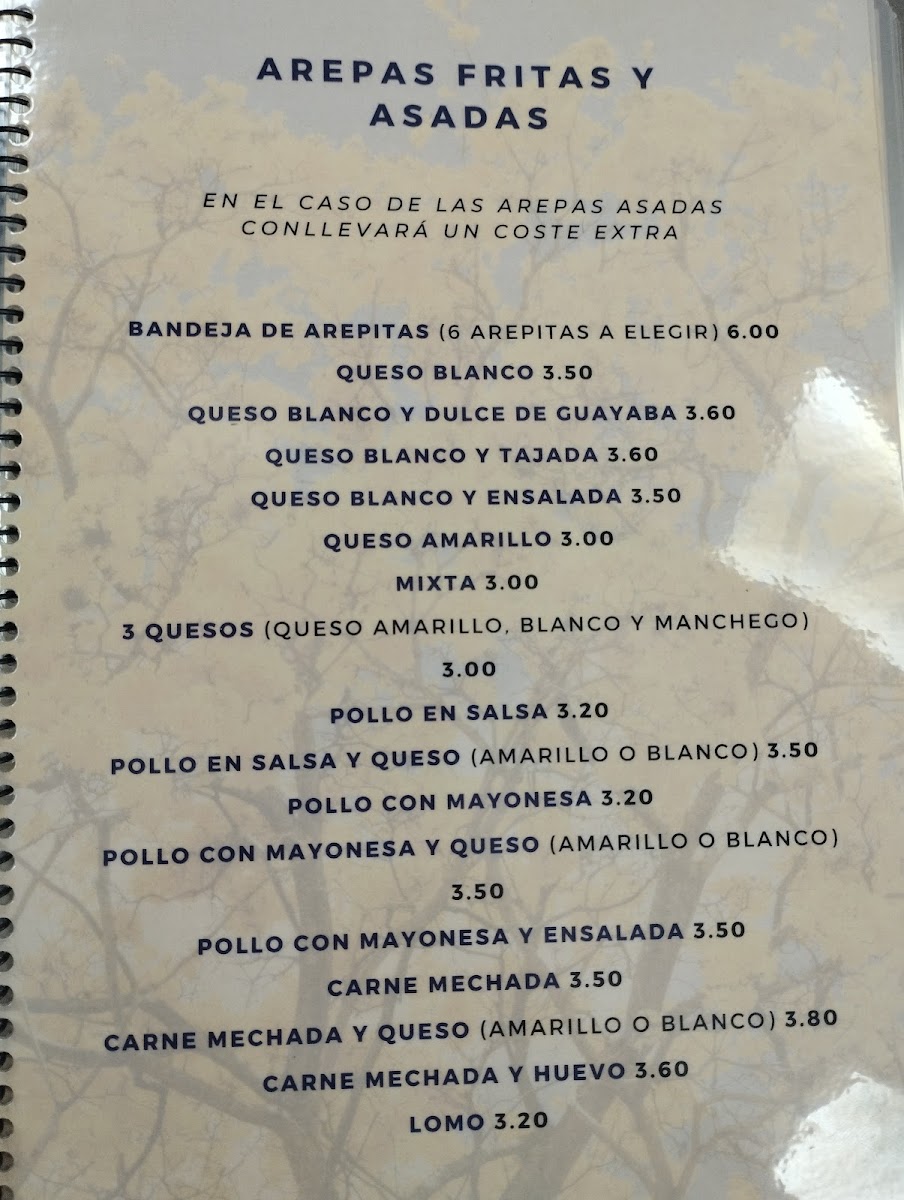 AREPAS FRITAS Y
ASADAS
EN EL CASO DE LAS AREPAS ASADAS
CONLLEVARÁ UN COSTE EXTRA
BANDEJA DE AREPITAS (6 AREPITAS A ELEGIR) 6.00
QUESO BLANCO 3.50
QUESO BLANCO Y DULCE DE GUAYABA 3.60
QUESO BLANCO Y TAJADA 3.60
QUESO BLANCO Y ENSALADA 3.50
QUESO AMARILLO 3.00
MIXTA 3.00
3 QUESOS (QUESO AMARILLO, BLANCO Y MANCHEGO)
3.00
POLLO EN SALSA 3.20
POLLO EN SALSA Y QUESO (AMARILLO O BLANCO) 3.50
POLLO CON MAYONESA 3.20
POLLO CON MAYONESA Y QUESO (AMARILLO O BLANCO)
3.50
POLLO CON MAYONESA Y ENSALADA 3.50
CARNE MECHADA 3.50
CARNE MECHADA Y QUESO (AMARILLO O BLANCO) 3.80
CARNE MECHADA Y HUEVO 3.60
LOMO 3.20